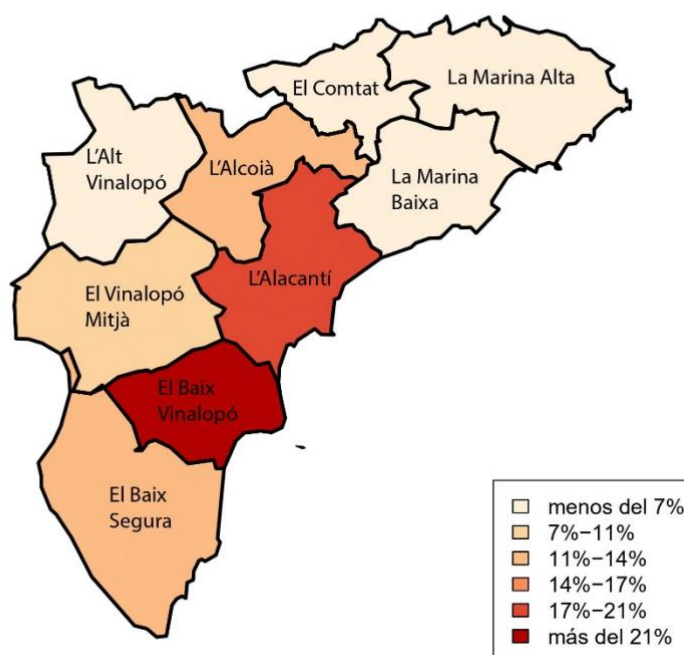 El Comtat
La Marina Alta
L'Alt
Vinalopó
L'Alcoià
La Marina
Baixa
El Vinalopó
Mitjà
L'Alacantí
El Baix
Vinalopó
El Baix
Segura
menos del 7%
7%−11%
11%−14%
14%−17%
17%−21%
más del 21%